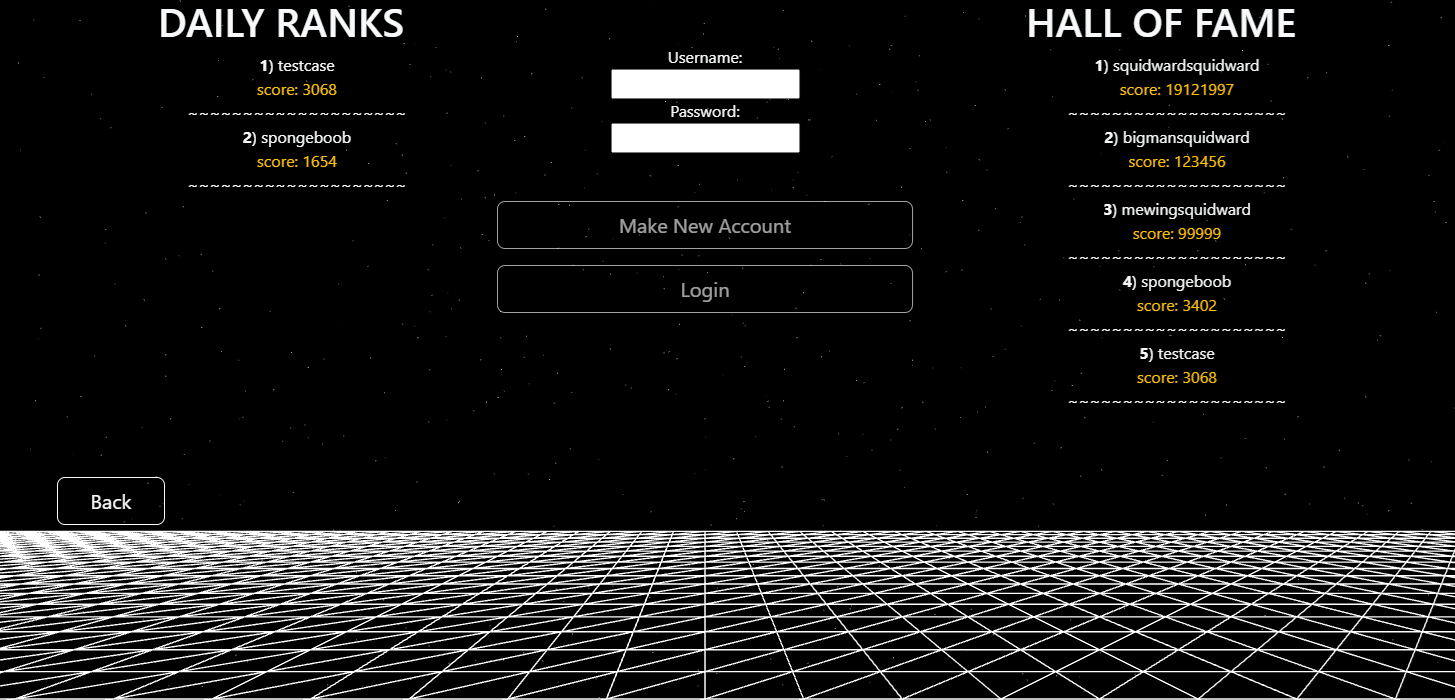 DAILY RANKS
1) testcase
score: 3068
~~~~~~~~~~~~~~~~~~~~
2) spongeboob
score: 1654
~~~~~~~~~~~~~~~~~~~~
Username:
Password:
Make New Account
Login
HALL OF FAME
1) squidwardsquidward
score: 19121997
~~~~~~~~~~~~~~~~~~~~
2) bigmansquidward
score: 123456
~~~~~~~~~~~~~~~~~~~~
3) mewingsquidward
score: 99999
~~~~~~~~~~~~~~~~~~~~
4) spongeboob
score: 3402
~~~~~~~~~~~~~~~~~~~~
5) testcase
score: 3068
~~~~~~~~~~~~~~~~~~~~
Back